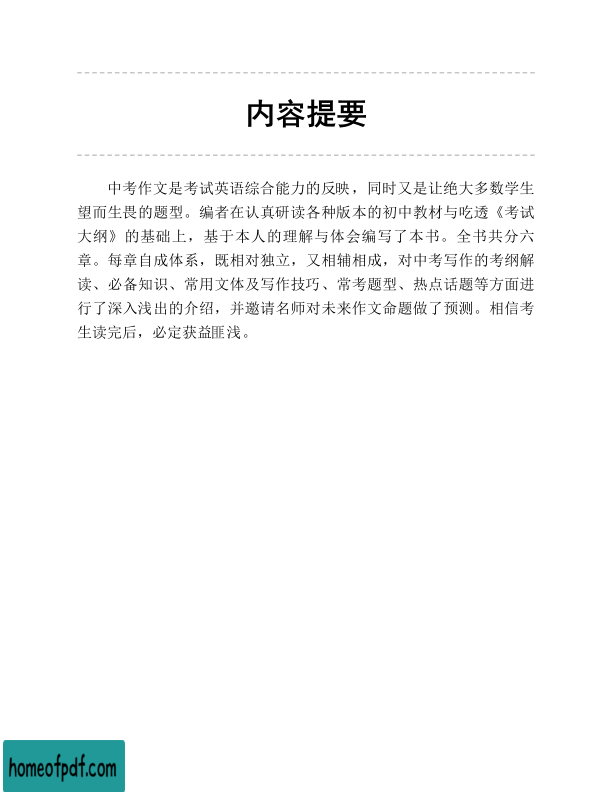 内容提要
中考作文是考试英语综合能力的反映，同时又是让绝大多数学生
望而生畏的题型。编者在认真研读各种版本的初中教材与吃透《考试
大纲》的基础上，基于本人的理解与体会编写了本书。全书共分六
章。每章自成体系，既相对独立，又相辅相成，对中考写作的考纲解
读、必备知识、常用文体及写作技巧、常考题型、热点话题等方面进
行了深入浅出的介绍，并邀请名师对未来作文命题做了预测。相信考
生读完后，必定获益匪浅。
homeofpdf.com